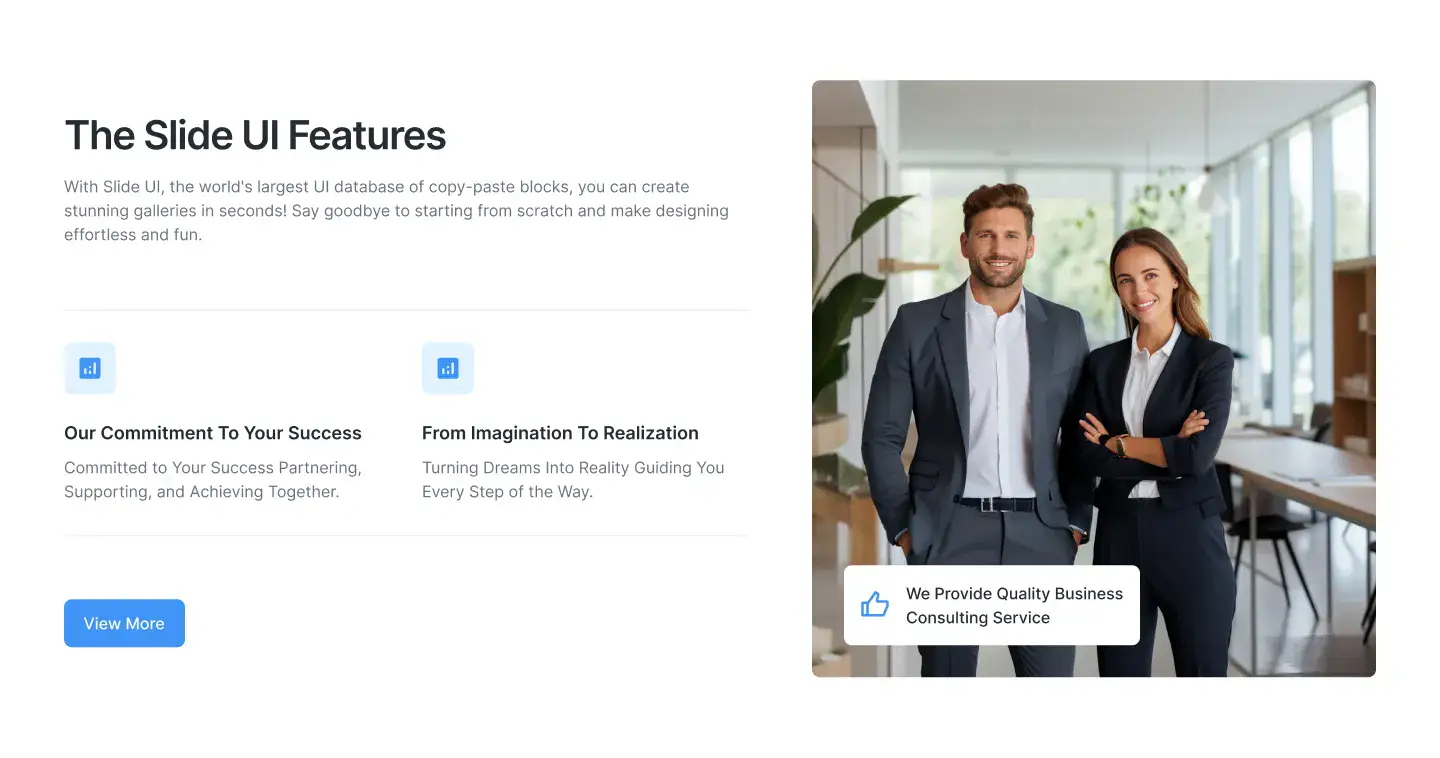 The Slide UI Features
With Slide UI, the world's largest UI database of copy-paste blocks, you can create
stunning galleries in seconds! Say goodbye to starting from scratch and make designing
effortless and fun.
Our Commitment To Your Success
Committed to Your Success Partnering,
Supporting, and Achieving Together.
From Imagination To Realization
Turning Dreams Into Reality Guiding You
Every Step of the Way.
View More
We Provide Quality Business
Consulting Service